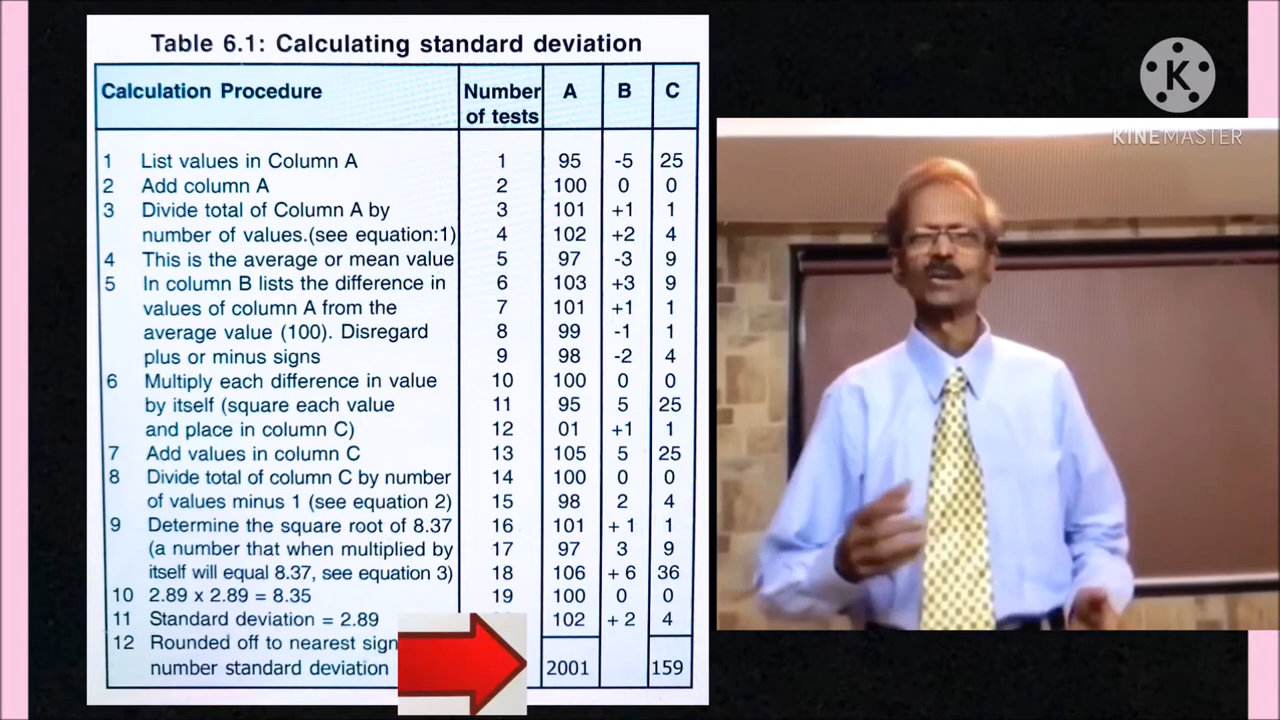 Table 6.1: Calculating standard deviation
Calculation Procedure Number of tests A B C
1 List values in Column A 1 95 -5 25
2 Add column A 2 100 0 0
3 Divide total of Column A by 3 101 +1 1
number of values.(see equation:1) 4 102 +2 4
4 This is the average or mean value 5 97 -3 9
5 In column B lists the difference in 6 103 +3 9
values of column A from the 7 101 +1 1
average value (100). Disregard 8 99 -1 1
plus or minus signs 9 98 -2 4
6 Multiply each difference in value 10 100 0 0
by itself (square each value 11 95 5 25
and place in column C) 12 01 +1 1
7 Add values in column C 13 105 5 25
8 Divide total of column C by number 14 100 0 0
of values minus 1 (see equation 2) 15 98 2 4
9 Determine the square root of 8.37 16 101 + 1 1
(a number that when multiplied by 17 97 3 9
itself will equal 8.37, see equation 3) 18 106 + 6 36
10 2.89 x 2.89 = 8.35 19 100 0 0
11 Standard deviation = 2.89 102 + 2 4
12 Rounded off to nearest sign
number standard deviation 2001 159
K
KINEMASTER